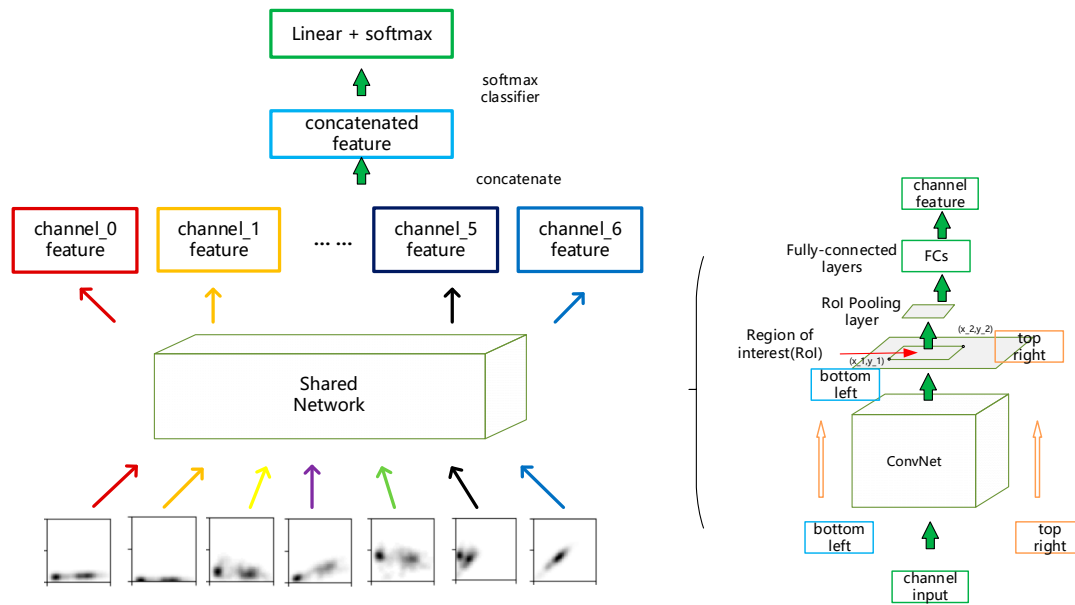 Linear + softmax
softmax
classifier
concatenated
feature
concatenate
channel_0
feature
channel_1
feature
... ...
channel_5
feature
channel_6
feature
Shared
Network
channel
feature
Fully-connected
layers
FCs
RoI Pooling
layer
Region of
interest(RoI)
(x_2,y_2)
(x_1,y_1)
top
right
bottom
left
ConvNet
bottom
left
top
right
channel
input